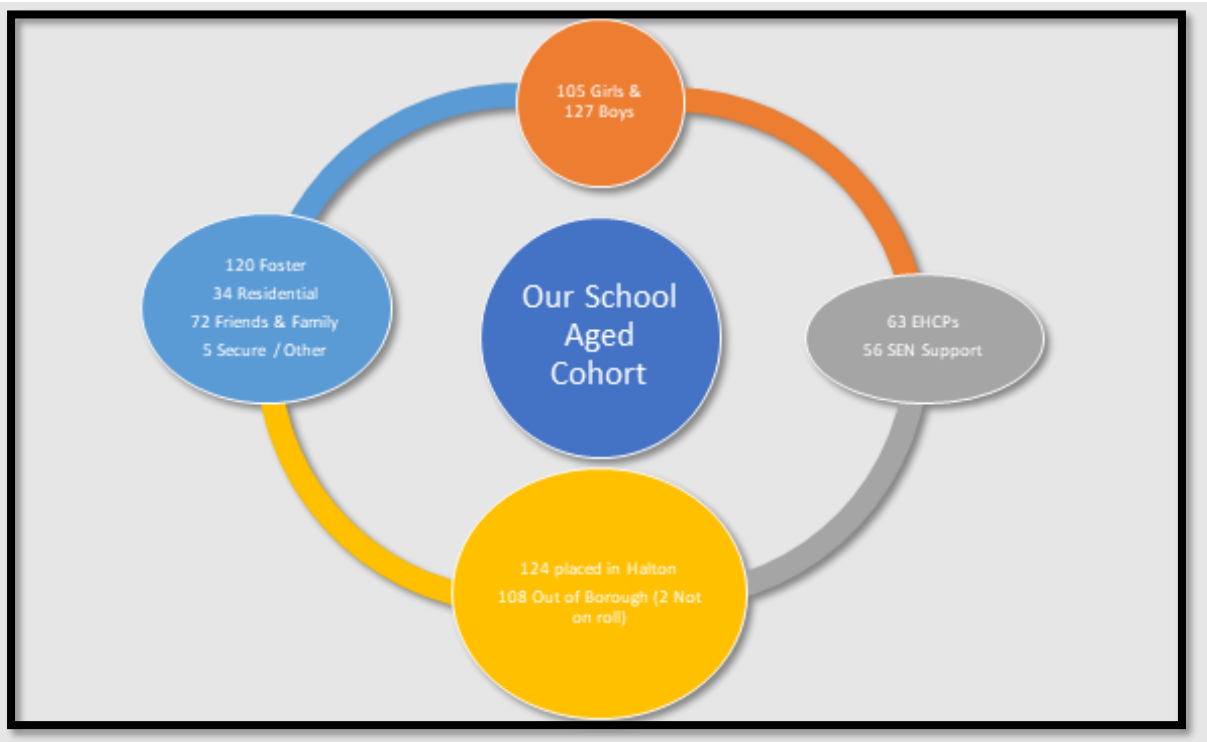 105 Girls &
127 Boys
120 Foster
34 Residential
72 Friends & Family
5 Secure / Other
Our School
Aged
Cohort
63 EHCPs
56 SEN Support
124 placed in Halton
108 Out of Borough (2 Not
on roll)